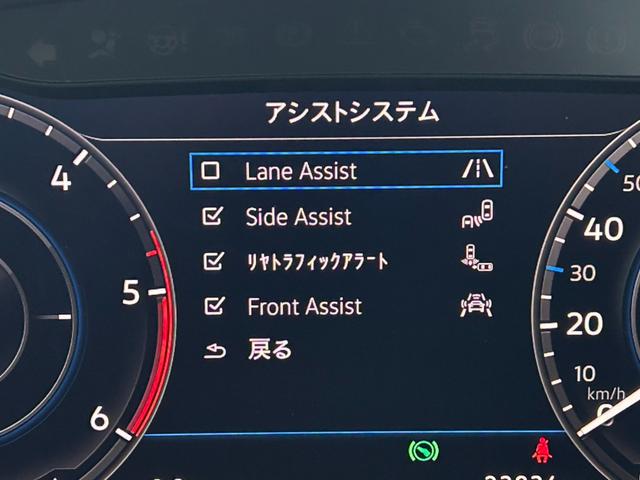 アシストシステム
Lane Assist
Side Assist
ﾘﾔﾄﾗﾌｨｯｸｱﾗｰﾄ
Front Assist
戻る
4
5
6
50
40
30
20
10
km/h
0